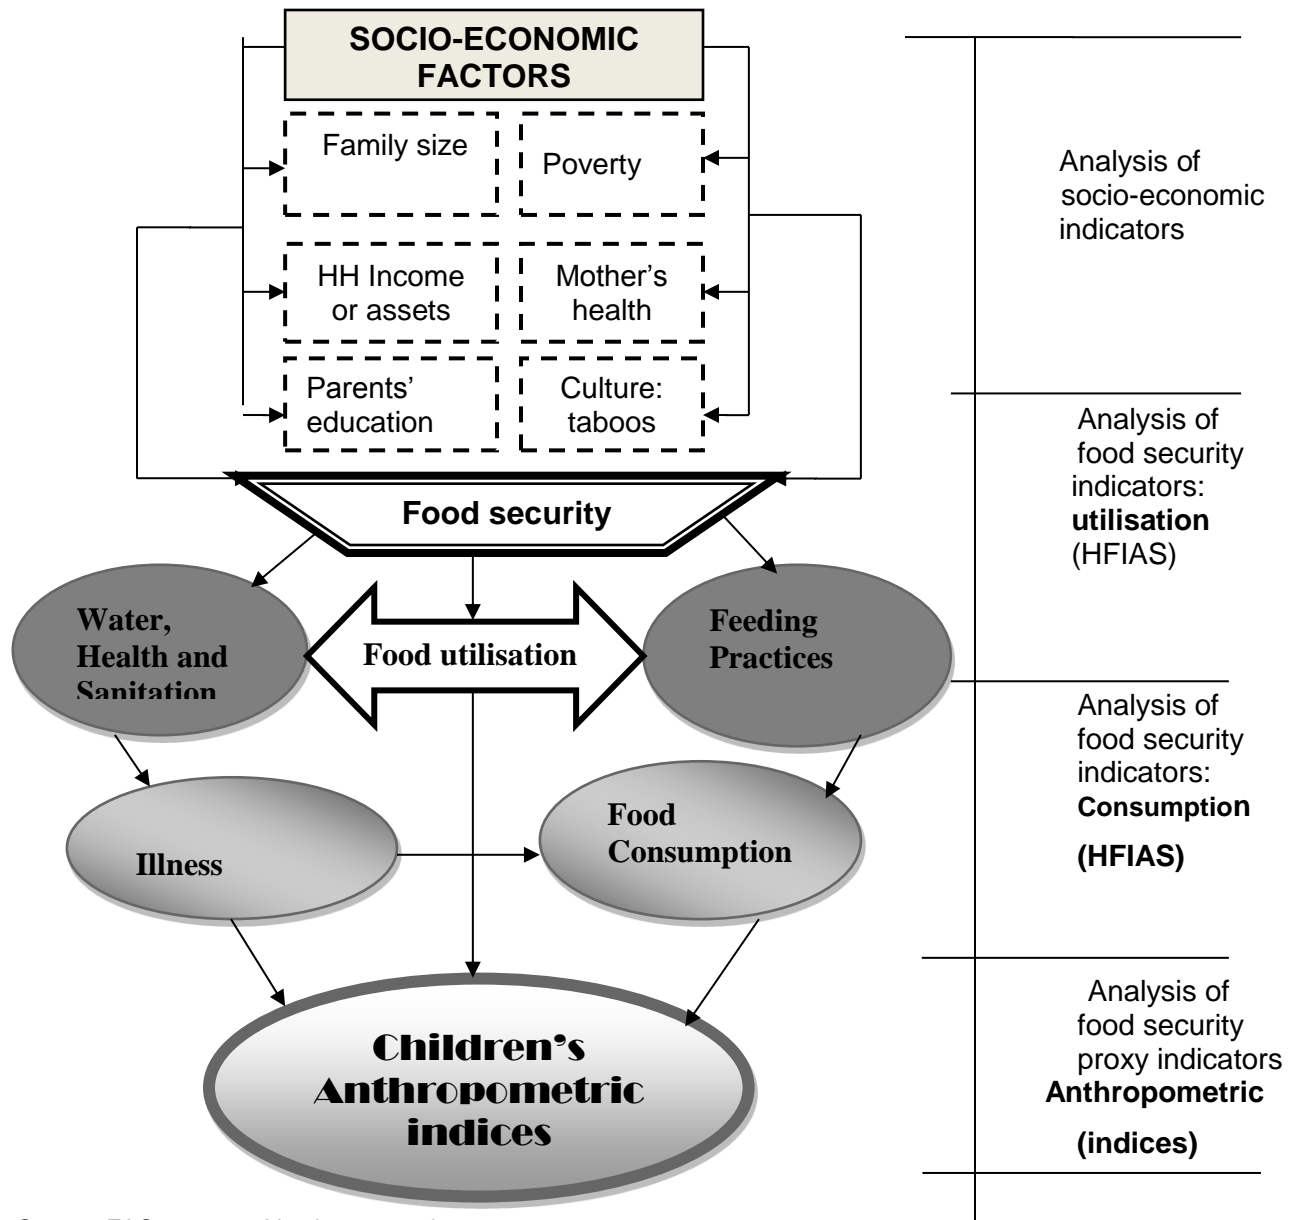 SOCIO-ECONOMIC
FACTORS
Family size
Poverty
HH Income
or assets
Mother's
health
Parents'
education
Culture:
taboos
Food security
Water,
Health and
Sanitation
Food utilisation
Feeding
Practices
Illness
Food
Consumption
Children's
Anthropometric
indices
Analysis of
socio-economic
indicators
Analysis of
food security
indicators:
utilisation
(HFIAS)
Analysis of
food security
indicators:
Consumption
(HFIAS)
Analysis of
food security
proxy indicators
Anthropometric
(indices)